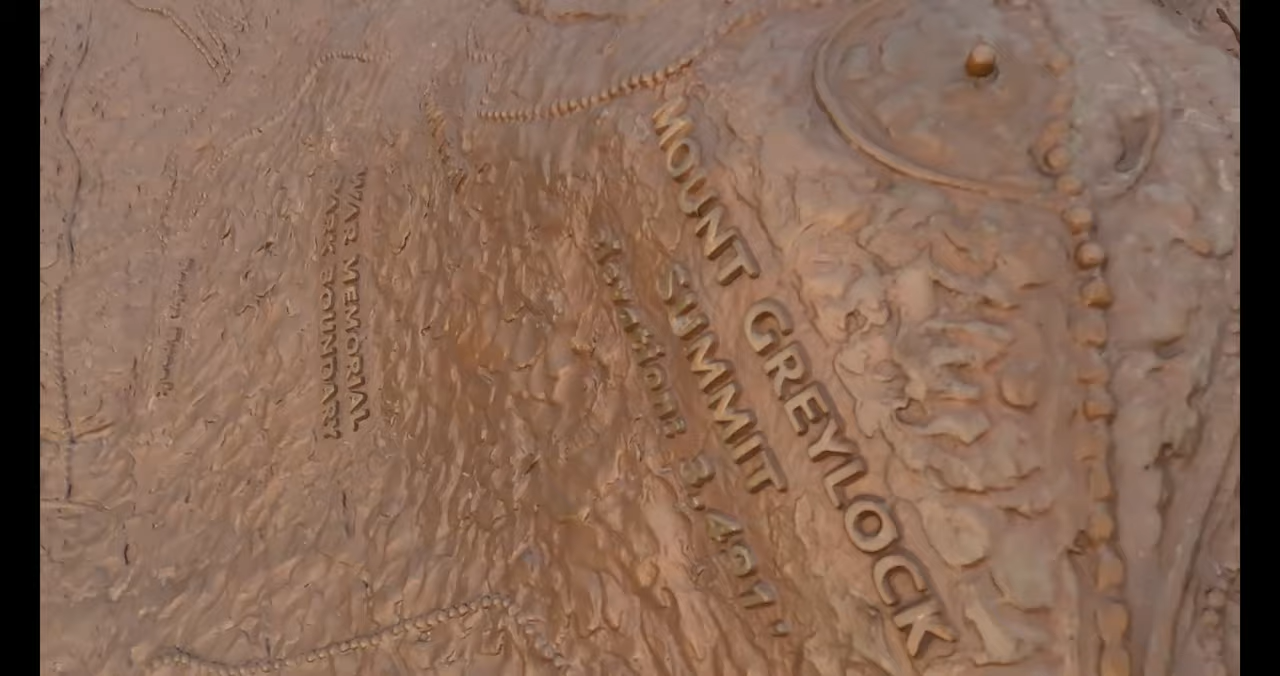 MOUNT GREYLOCK
SUMMIT
elevation: 3,491'
WAR MEMORIAL
PARK BOUNDARY